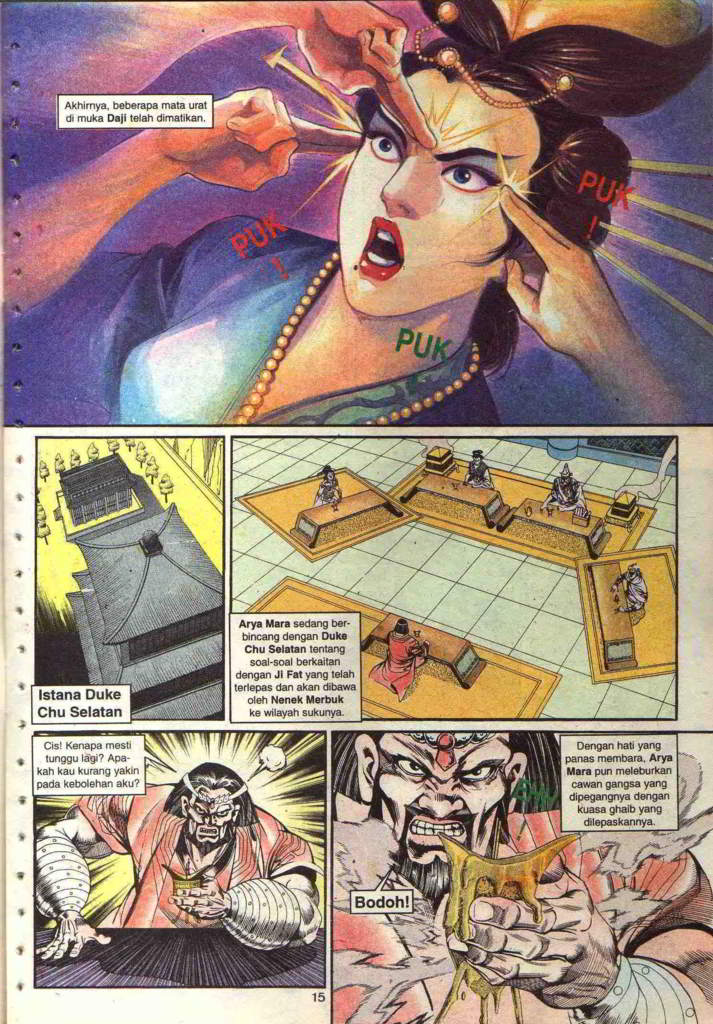 Akhirnya, beberapa mata urat
di muka Daji telah dimatikan.
PUK
PUK
!
PUK
!
PUK
Istana Duke
Chu Selatan
Arya Mara sedang ber-
bincang dengan Duke
Chu Selatan tentang
soal-soal berkaitan
dengan Ji Fat yang telah
terlepas dan akan dibawa
oleh Nenek Merbuk
ke wilayah sukunya.
Cis! Kenapa mesti
tunggu lagi? Apa-
kah kau kurang yakin
pada kebolehan aku?
Dengan hati yang
panas membara, Arya
Mara pun meleburkan
cawan gangsa yang
dipegangnya dengan
kuasa ghaib yang
dilepaskannya.
Bodoh!
15